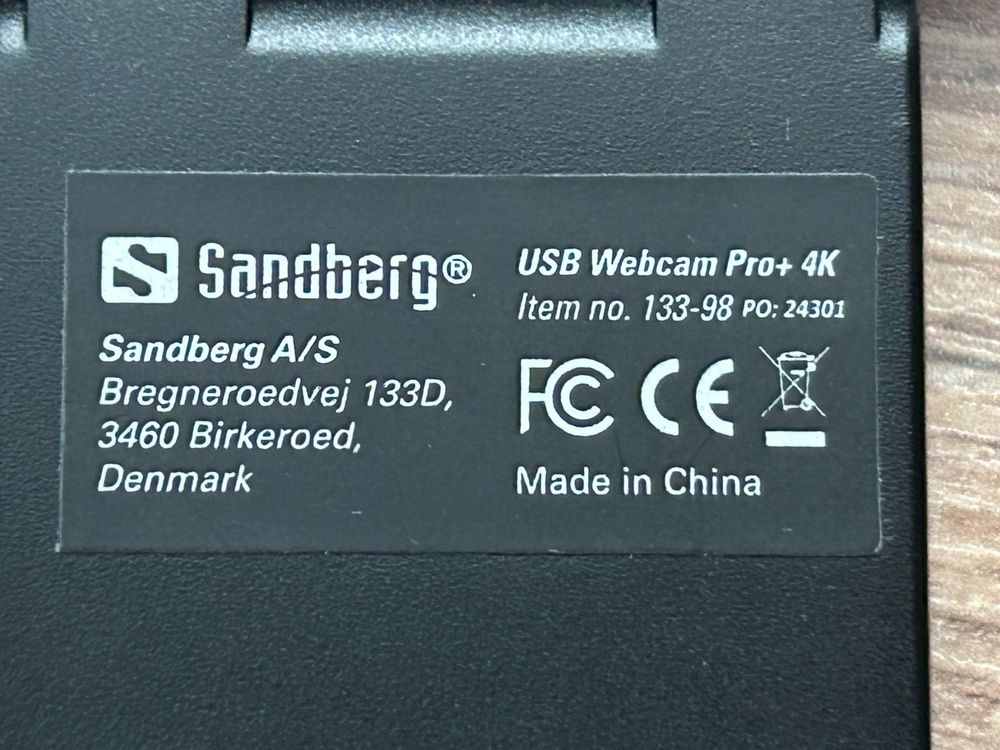 Sandberg®
Sandberg A/S
Bregneroedvej 133D,
3460 Birkeroed,
Denmark
USB Webcam Pro+ 4K
Item no. 133-98 PO: 24301
FC CE
Made in China